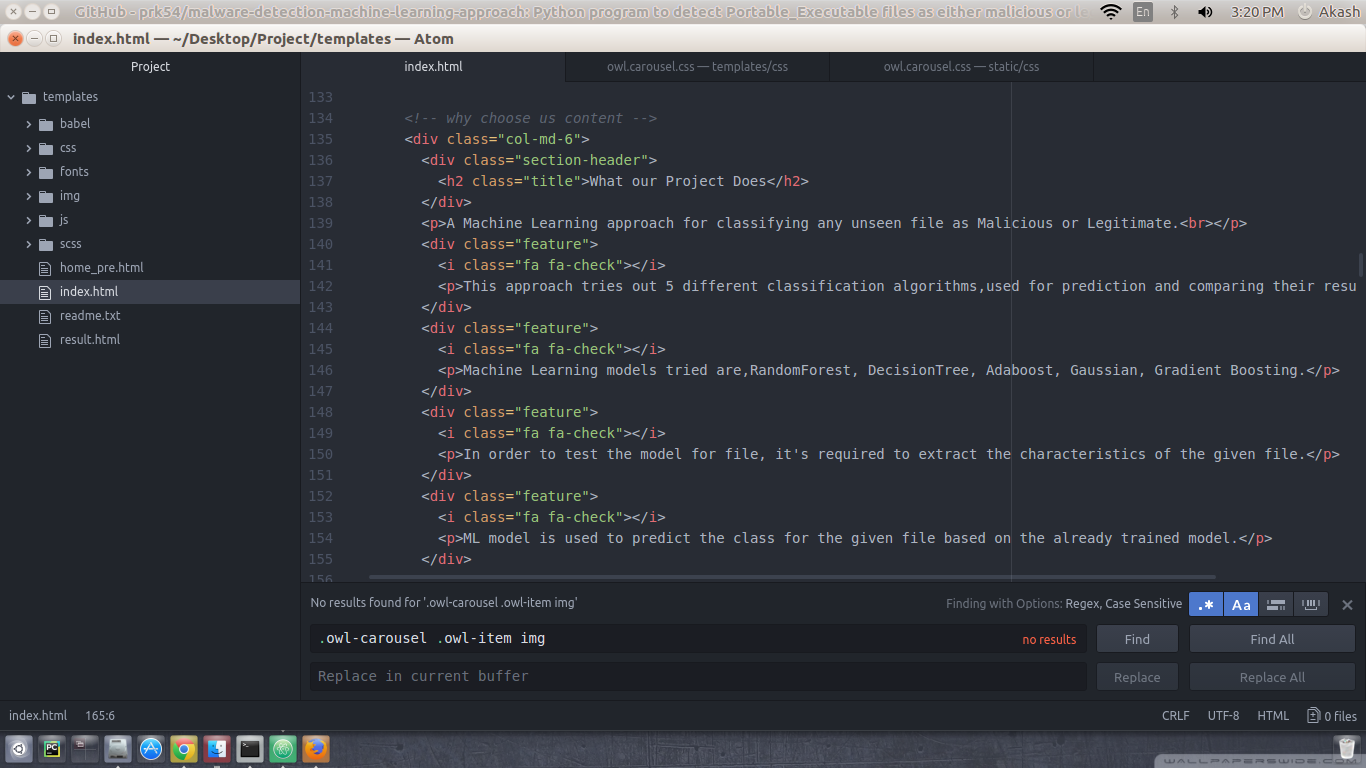 GitHub - prk54/malware-detection-machine-learning-approach: Python program to detect Portable_Executable files as either malicious or le
En
3:20 PM
Akash
index.html — ~/Desktop/Project/templates — Atom
Project
index.html
owl.carousel.css — templates/css
owl.carousel.css — static/css
templates
babel
css
fonts
img
js
scss
home_pre.html
index.html
readme.txt
result.html
133
134 <!-- why choose us content -->
135 <div class="col-md-6">
136 <div class="section-header">
137 <h2 class="title">What our Project Does</h2>
138 </div>
139 <p>A Machine Learning approach for classifying any unseen file as Malicious or Legitimate.<br></p>
140 <div class="feature">
141 <i class="fa fa-check"></i>
142 <p>This approach tries out 5 different classification algorithms,used for prediction and comparing their resu
143 </div>
144 <div class="feature">
145 <i class="fa fa-check"></i>
146 <p>Machine Learning models tried are,RandomForest, DecisionTree, Adaboost, Gaussian, Gradient Boosting.</p>
147 </div>
148 <div class="feature">
149 <i class="fa fa-check"></i>
150 <p>In order to test the model for file, it's required to extract the characteristics of the given file.</p>
151 </div>
152 <div class="feature">
153 <i class="fa fa-check"></i>
154 <p>ML model is used to predict the class for the given file based on the already trained model.</p>
155 </div>
156
No results found for '.owl-carousel .owl-item img'
Finding with Options: Regex, Case Sensitive
.*
Aa
.owl-carousel .owl-item img
no results
Find
Find All
Replace in current buffer
Replace
Replace All
index.html
165:6
CRLF
UTF-8
HTML
0 files
PC
WALLPAPERSWIDE.COM